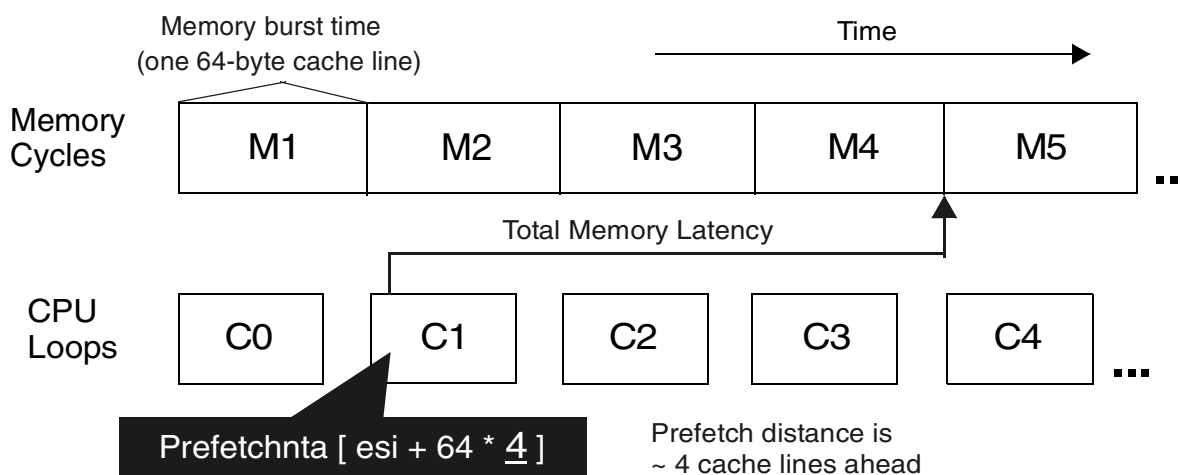 Memory burst time
(one 64-byte cache line)
Time
Memory
Cycles
M1 M2 M3 M4 M5 ..
Total Memory Latency
CPU
Loops
C0 C1 C2 C3 C4 ...
Prefetchnta [ esi + 64 * 4 ]
Prefetch distance is
~ 4 cache lines ahead